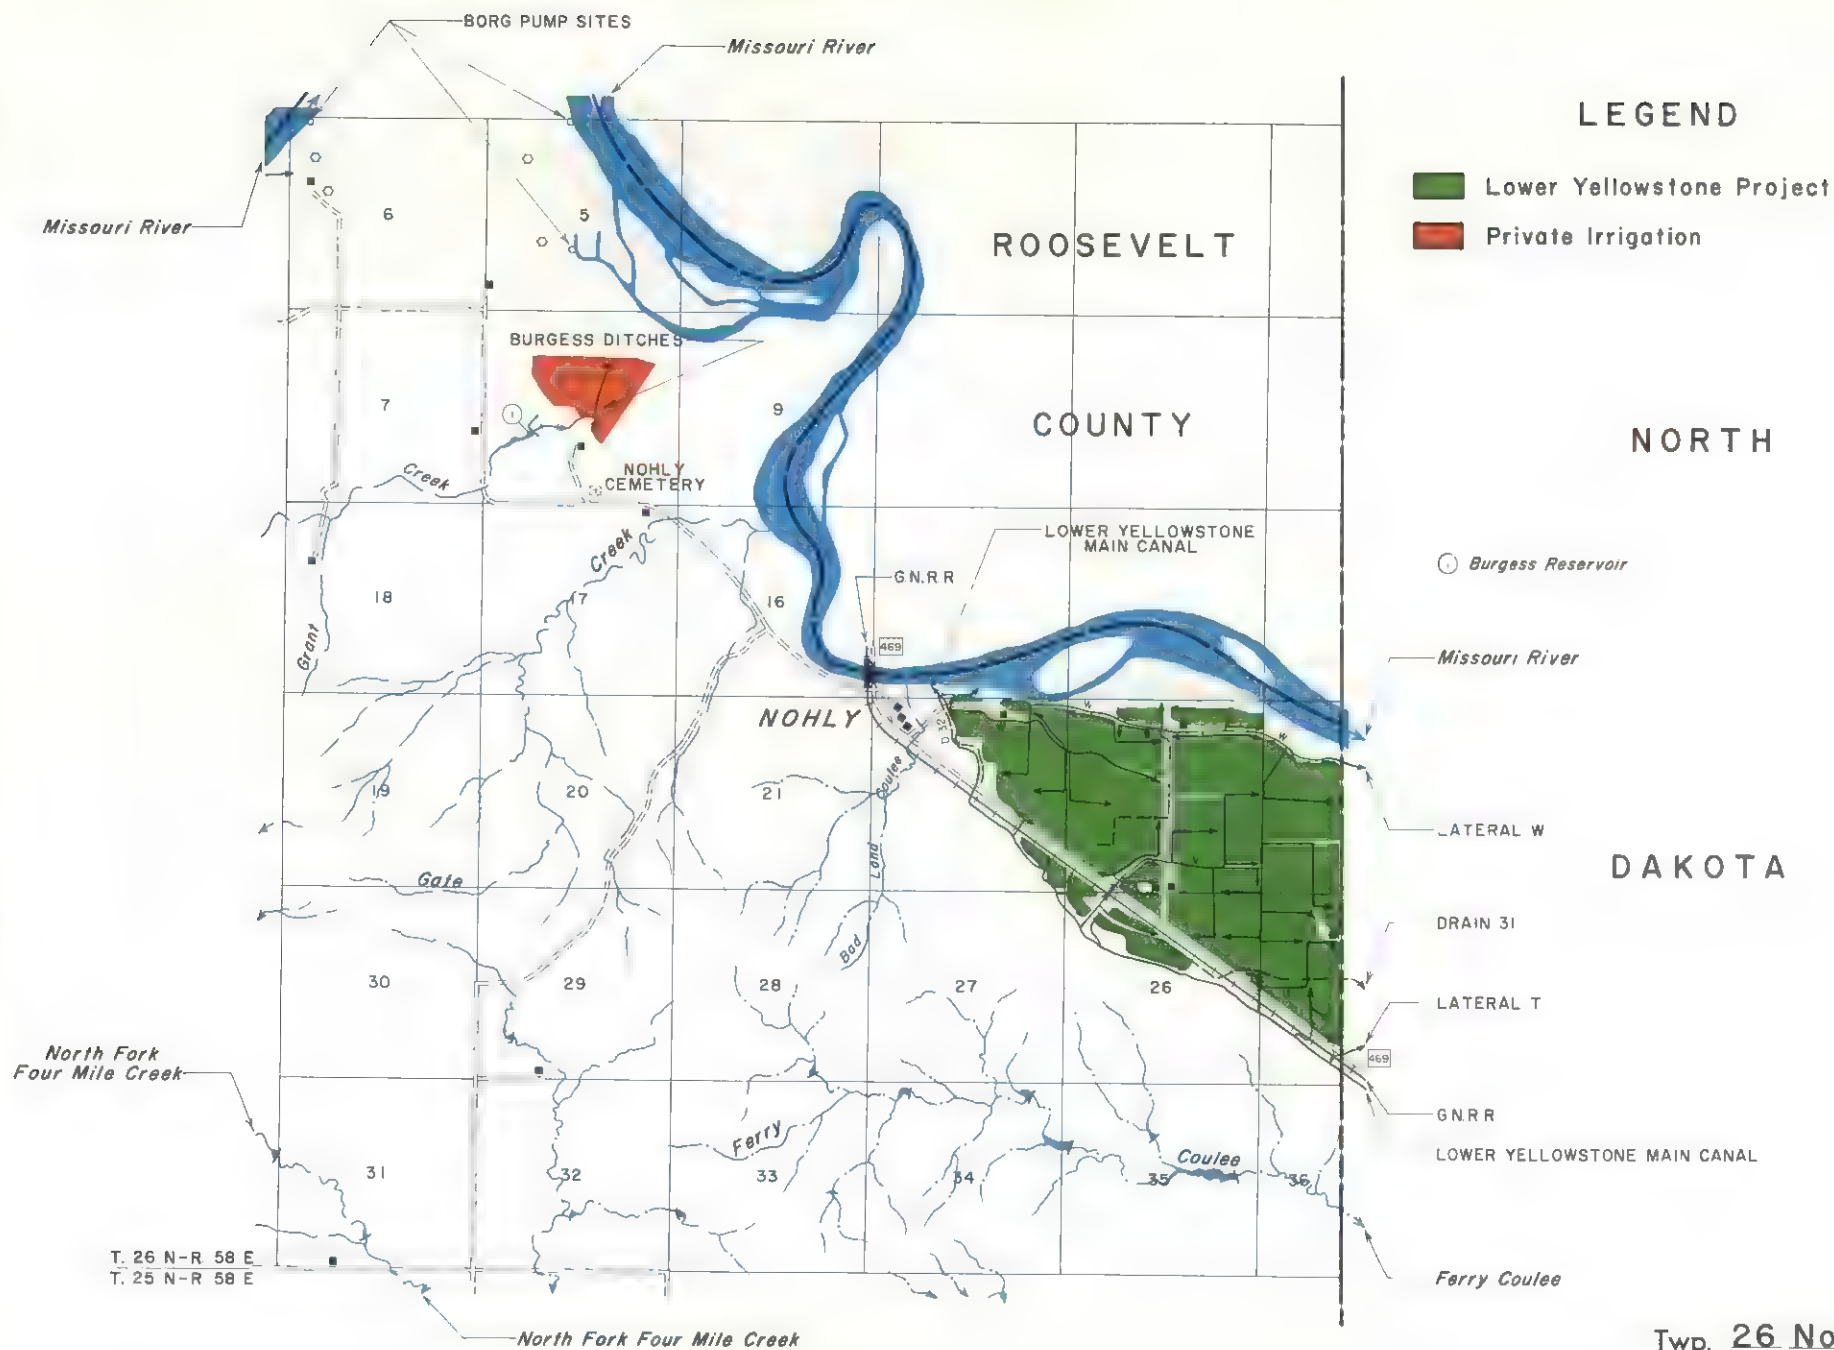 BORG PUMP SITES
Missouri River
LEGEND
Lower Yellowstone Project
Private Irrigation
Missouri River
6
5
ROOSEVELT
BURGESS DITCHES
7
9
COUNTY
NORTH
1
Creek
NOHLY
CEMETERY
LOWER YELLOWSTONE
MAIN CANAL
Creek
G.N.R R
1 Burgess Reservoir
18
17
16
Grant
469
Missouri River
NOHLY
D 32
W
W
19
20
21
Coulee
LATERAL W
Land
V
DAKOTA
Gate
Bad
DRAIN 31
30
29
28
27
26
LATERAL T
North Fork
Four Mile Creek
469
G.N.R R
Ferry
LOWER YELLOWSTONE MAIN CANAL
Coulee
31
32
33
34
35
36
T. 26 N-R 58 E
T. 25 N-R 58 E
Ferry Coulee
North Fork Four Mile Creek
Twp. 26 No